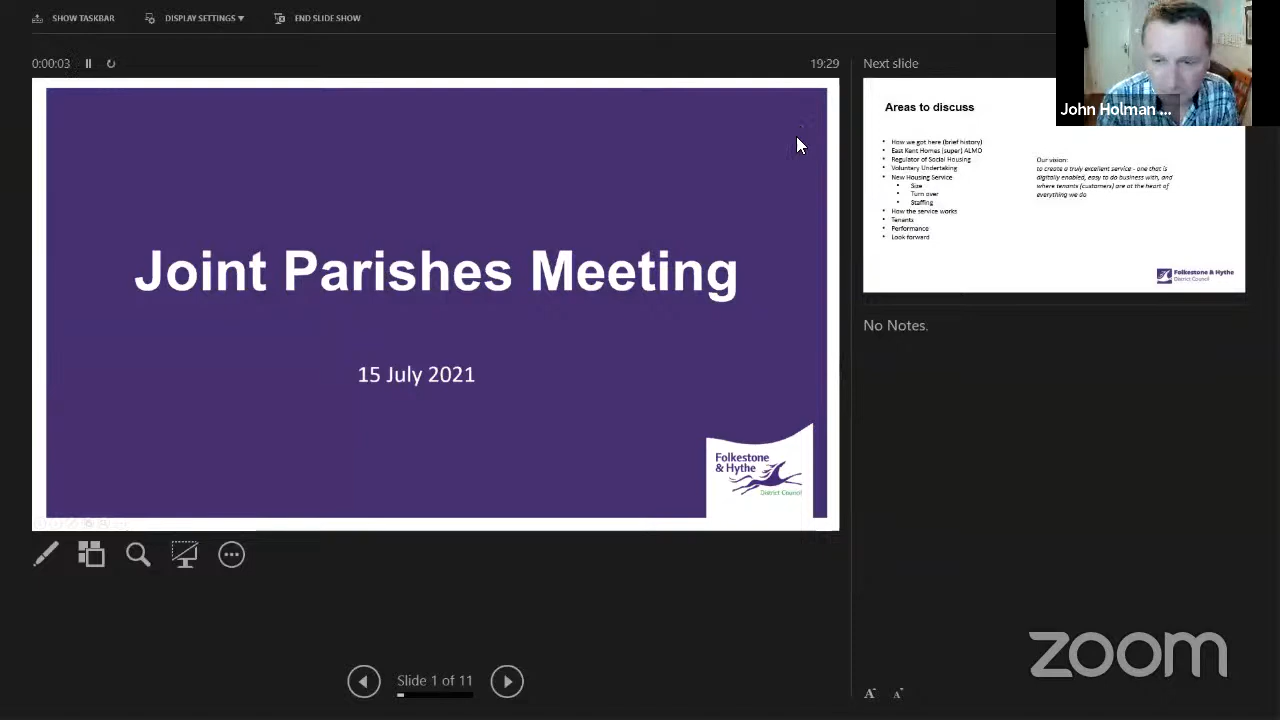 SHOW TASKBAR
DISPLAY SETTINGS
END SLIDE SHOW
0:00:03
19:29
Joint Parishes Meeting
15 July 2021
Folkestone
& Hythe
District Council
Slide 1 of 11
Next slide
John Holman ...
Areas to discuss
How we got here (brief history)
East Kent Homes (super) ALMO
Regulator of Social Housing
Voluntary Undertaking
New Housing Service
Size
Turn over
Staffing
How the service works
Tenants
Performance
Look forward
Our vision:
to create a truly excellent service - one that is
digitally enabled, easy to do business with, and
where tenants (customers) are at the heart of
everything we do
Folkestone & Hythe
District Council
No Notes.
zoom
A
A